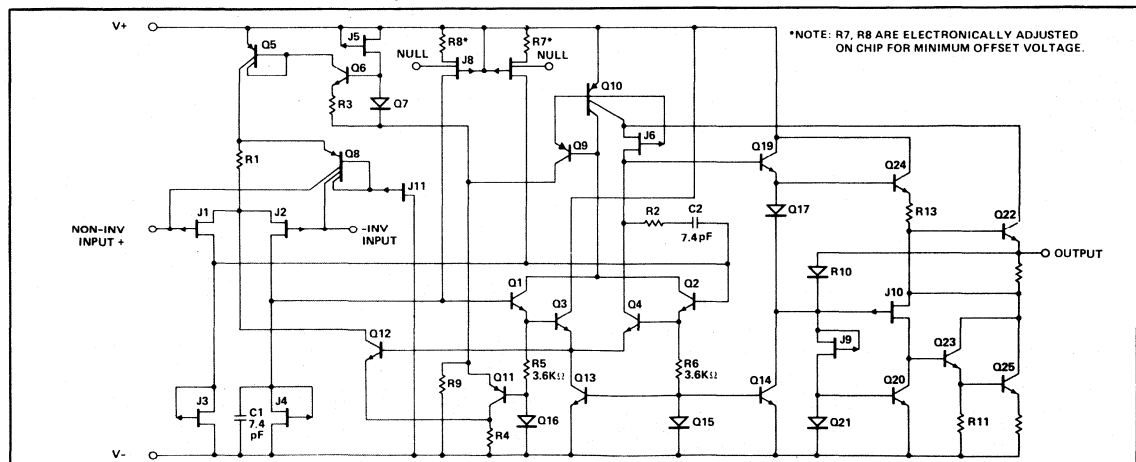 V+
J5
R8*
R7*
*NOTE: R7, R8 ARE ELECTRONICALLY ADJUSTED
ON CHIP FOR MINIMUM OFFSET VOLTAGE.
Q5
NULL
J8
NULL
Q6
Q10
R3
Q7
J6
Q19
Q9
Q24
R1
Q8
J11
Q17
R13
R2
C2
7.4pF
Q22
NON-INV
INPUT +
J1
J2
-INV
INPUT
OUTPUT
R10
Q1
Q2
Q3
Q4
J10
Q12
J9
Q23
R5
3.6KΩ
R6
3.6KΩ
Q25
R9
Q11
Q13
Q14
Q20
J3
C1
7.4
pF
J4
Q16
Q15
Q21
R11
R4
V-